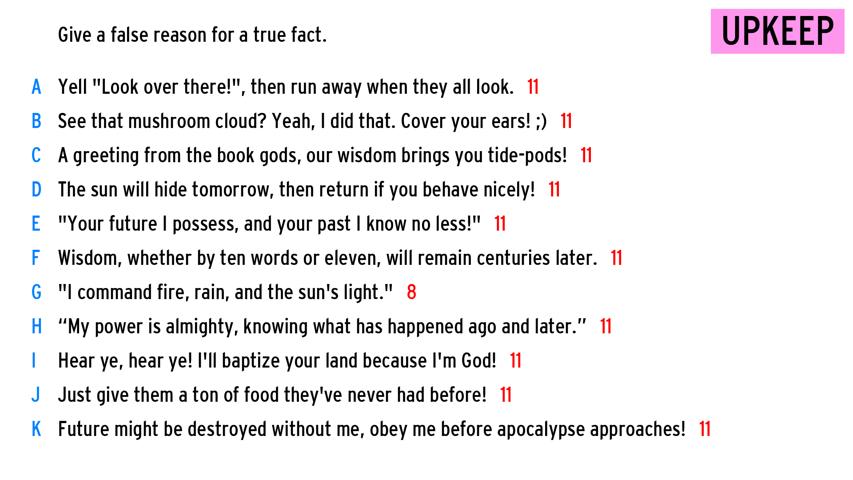 Give a false reason for a true fact.
UPKEEP
A Yell "Look over there!", then run away when they all look. 11
B See that mushroom cloud? Yeah, I did that. Cover your ears! ;) 11
C A greeting from the book gods, our wisdom brings you tide-pods! 11
D The sun will hide tomorrow, then return if you behave nicely! 11
E "Your future I possess, and your past I know no less!" 11
F Wisdom, whether by ten words or eleven, will remain centuries later. 11
G "I command fire, rain, and the sun's light." 8
H “My power is almighty, knowing what has happened ago and later.” 11
I Hear ye, hear ye! I'll baptize your land because I'm God! 11
J Just give them a ton of food they've never had before! 11
K Future might be destroyed without me, obey me before apocalypse approaches! 11